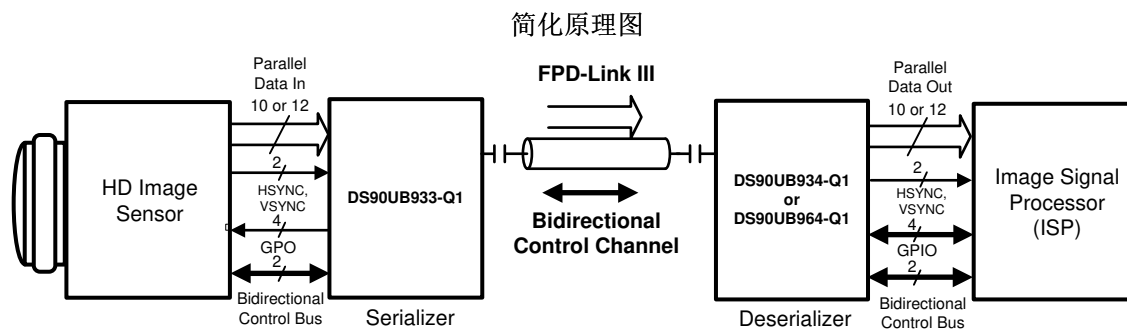 简化原理图
Parallel
Data In
10 or 12
2
HSYNC,
VSYNC
4
GPO
2
Bidirectional
Control Bus
HD Image
Sensor
DS90UB933-Q1
Serializer
FPD-Link III
Bidirectional
Control Channel
DS90UB934-Q1
or
DS90UB964-Q1
Deserializer
Parallel
Data Out
10 or 12
2
HSYNC,
VSYNC
4
GPIO
2
Bidirectional
Control Bus
Image Signal
Processor
(ISP)